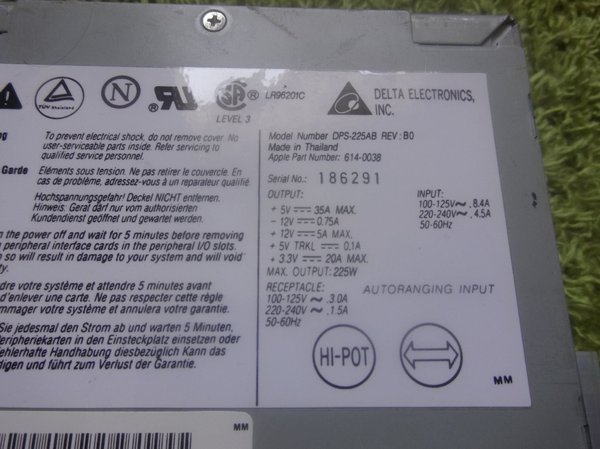 TÜV
Rheinland
N
LR96201C
LEVEL 3
DELTA ELECTRONICS,
INC.
To prevent electrical shock, do not remove cover. No
user-serviceable parts inside. Refer servicing to
qualified service personnel.
Garde
Eléments sous tension. Ne pas retirer le couvercle. En
cas de problème, adressez-vous à un reparateur qualifié.
Hochspannungsgefahr! Deckel NICHT entfernen.
Hinweis: Gerat darf nur vom autorisierten
Kundendienst geöffnet und gewartet werden.
the power off and wait for 5 minutes before removing
peripheral interface cards in the peripheral I/O slots.
so will result in damage to your system and will void
votre système et attendre 5 minutes avant
d'enlever une carte. Ne pas respecter cette règle
votre système et annulera votre garantie.
Sie jedesmal den Strom ab und warten 5 Minuten,
in den Einsteckplatz einsetzen oder
Handhabung diesbezüglich Kann das
und führt zum Verlust der Garantie.
Model Number DPS-225AB REV: B0
Made in Thailand
Apple Part Number: 614-0038
Serial No.: 186291
OUTPUT:
+ 5V 35A MAX.
– 12V 0.75A
+ 12V 5A MAX.
+ 5V TRKL 0.1A
+ 3.3V 20A MAX.
MAX. OUTPUT: 225W
INPUT:
100-125V~, 8.4A
220-240V~, 4.5A
50-60Hz
RECEPTACLE:
100-125V ~ .3.0A
220-240V ~ .1.5A
50-60Hz
AUTORANGING INPUT
HI-POT
MM
MM